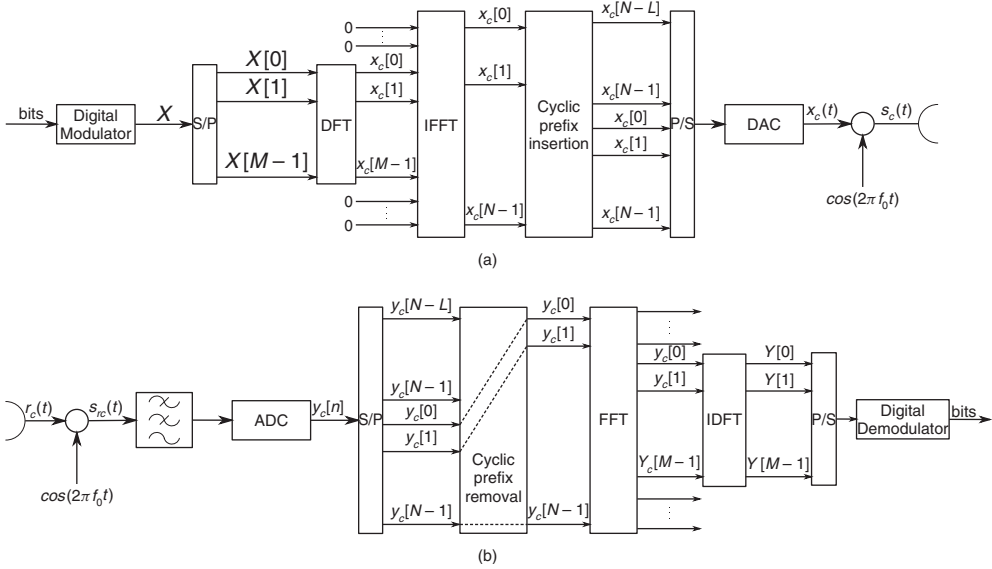 bits
Digital
Modulator
X
S/P
X[0]
X[1]
X[M – 1]
DFT
0
0
x_c[0]
x_c[1]
x_c[M – 1]
0
0
IFFT
x_c[0]
x_c[1]
x_c[N – 1]
Cyclic
prefix
insertion
x_c[N – L]
x_c[N – 1]
x_c[0]
x_c[1]
x_c[N – 1]
P/S
DAC
x_c(t)
s_c(t)
cos(2π f_0 t)
(a)
r_c(t)
s_rc(t)
cos(2π f_0 t)
ADC
y_c[n]
S/P
y_c[N – L]
y_c[N – 1]
y_c[0]
y_c[1]
y_c[N – 1]
Cyclic
prefix
removal
y_c[0]
y_c[1]
y_c[N – 1]
FFT
y_c[0]
y_c[1]
Y_c[M – 1]
IDFT
Y[0]
Y[1]
Y[M – 1]
P/S
Digital
Demodulator
bits
(b)